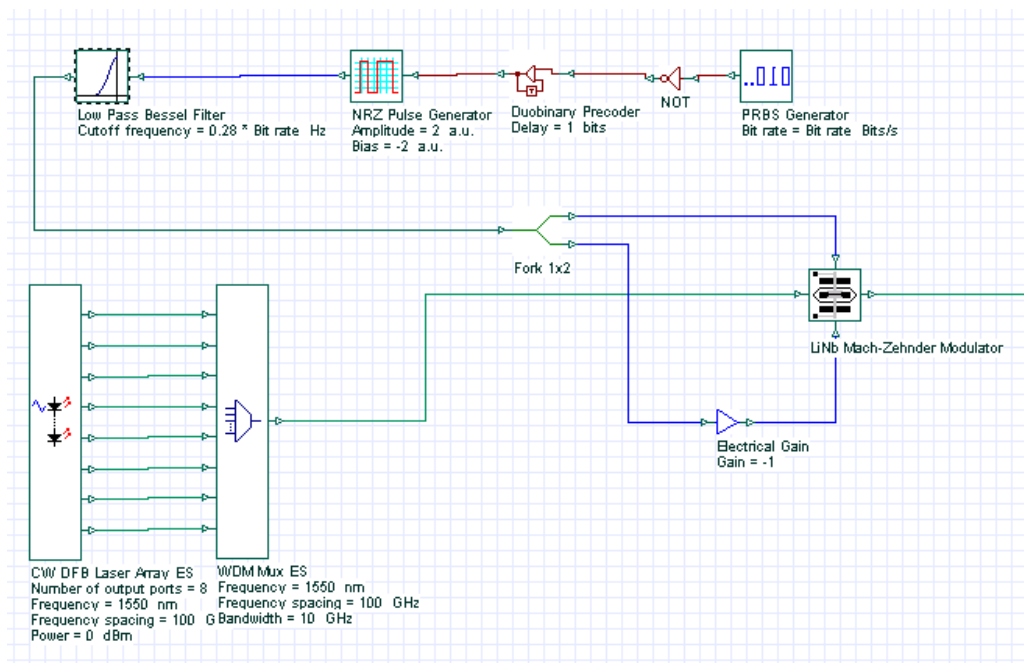 Low Pass Bessel Filter
Cutoff frequency = 0.28 * Bit rate Hz
NRZ Pulse Generator
Amplitude = 2 a.u.
Bias = -2 a.u.
Duobinary Precoder
Delay = 1 bits
T
NOT
..0101
PRBS Generator
Bit rate = Bit rate Bits/s
Fork 1x2
LiNb Mach-Zehnder Modulator
Electrical Gain
Gain = -1
CW DFB Laser Array ES
Number of output ports = 8
Frequency = 1550 nm
Frequency spacing = 100 G
Power = 0 dBm
WDM Mux ES
Frequency = 1550 nm
Frequency spacing = 100 GHz
Bandwidth = 10 GHz